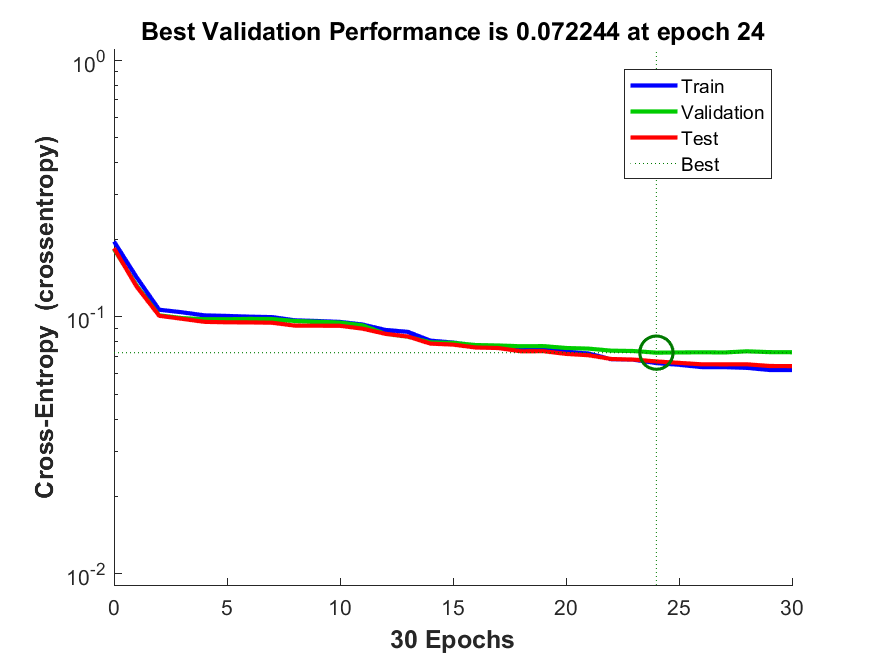 Best Validation Performance is 0.072244 at epoch 24
10^0
10^-1
10^-2
Cross-Entropy (crossentropy)
Train
Validation
Test
Best
0 5 10 15 20 25 30
30 Epochs